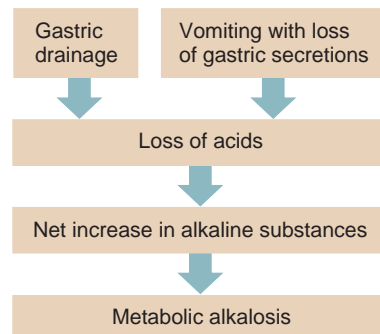 Gastric
drainage
Vomiting with loss
of gastric secretions
Loss of acids
Net increase in alkaline substances
Metabolic alkalosis